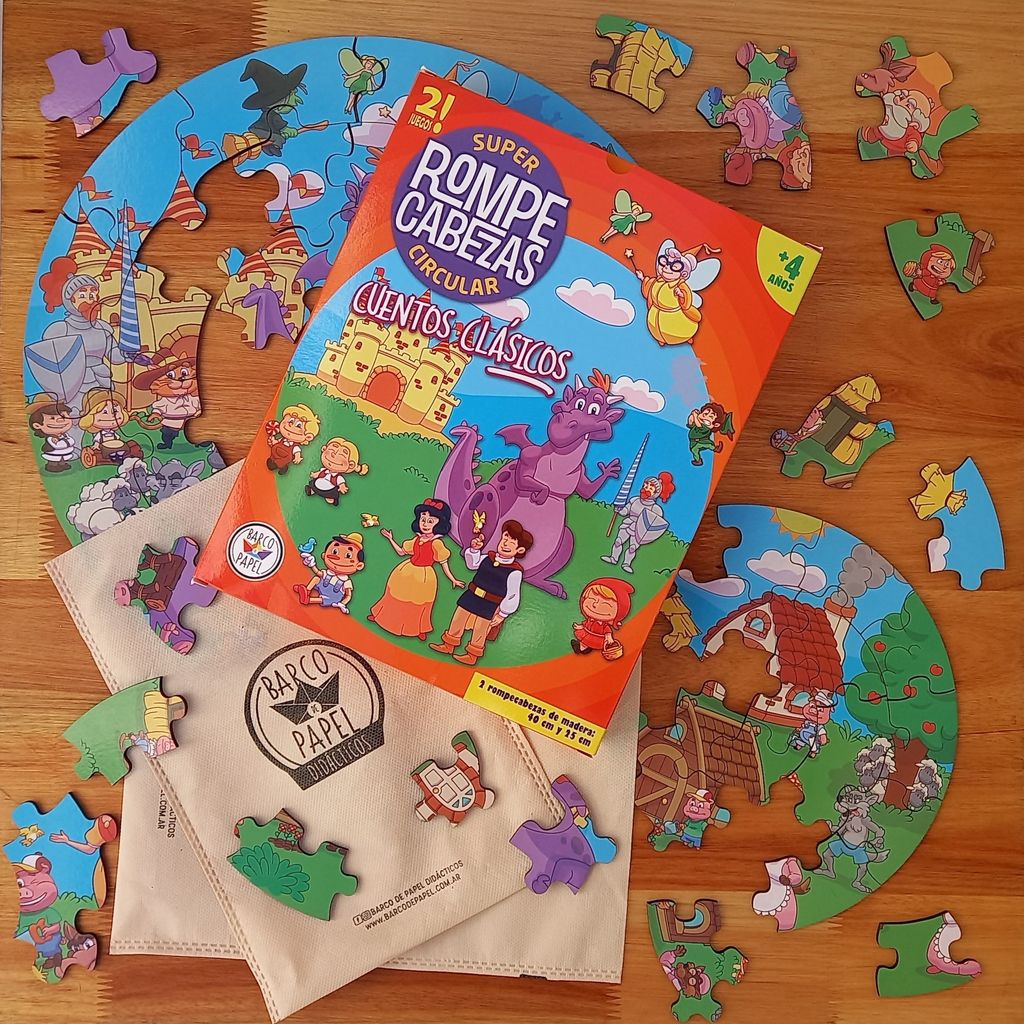 2!
JUEGOS
SUPER
ROMPE
CABEZAS
CIRCULAR
CUENTOS CLÁSICOS
+4
AÑOS
BARCO
DE
PAPEL
2 rompecabezas de madera:
40 cm y 25 cm
BARCO
DE
PAPEL
DIDÁCTICOS
BARCO DE PAPEL DIDÁCTICOS
WWW.BARCODEPAPEL.COM.AR